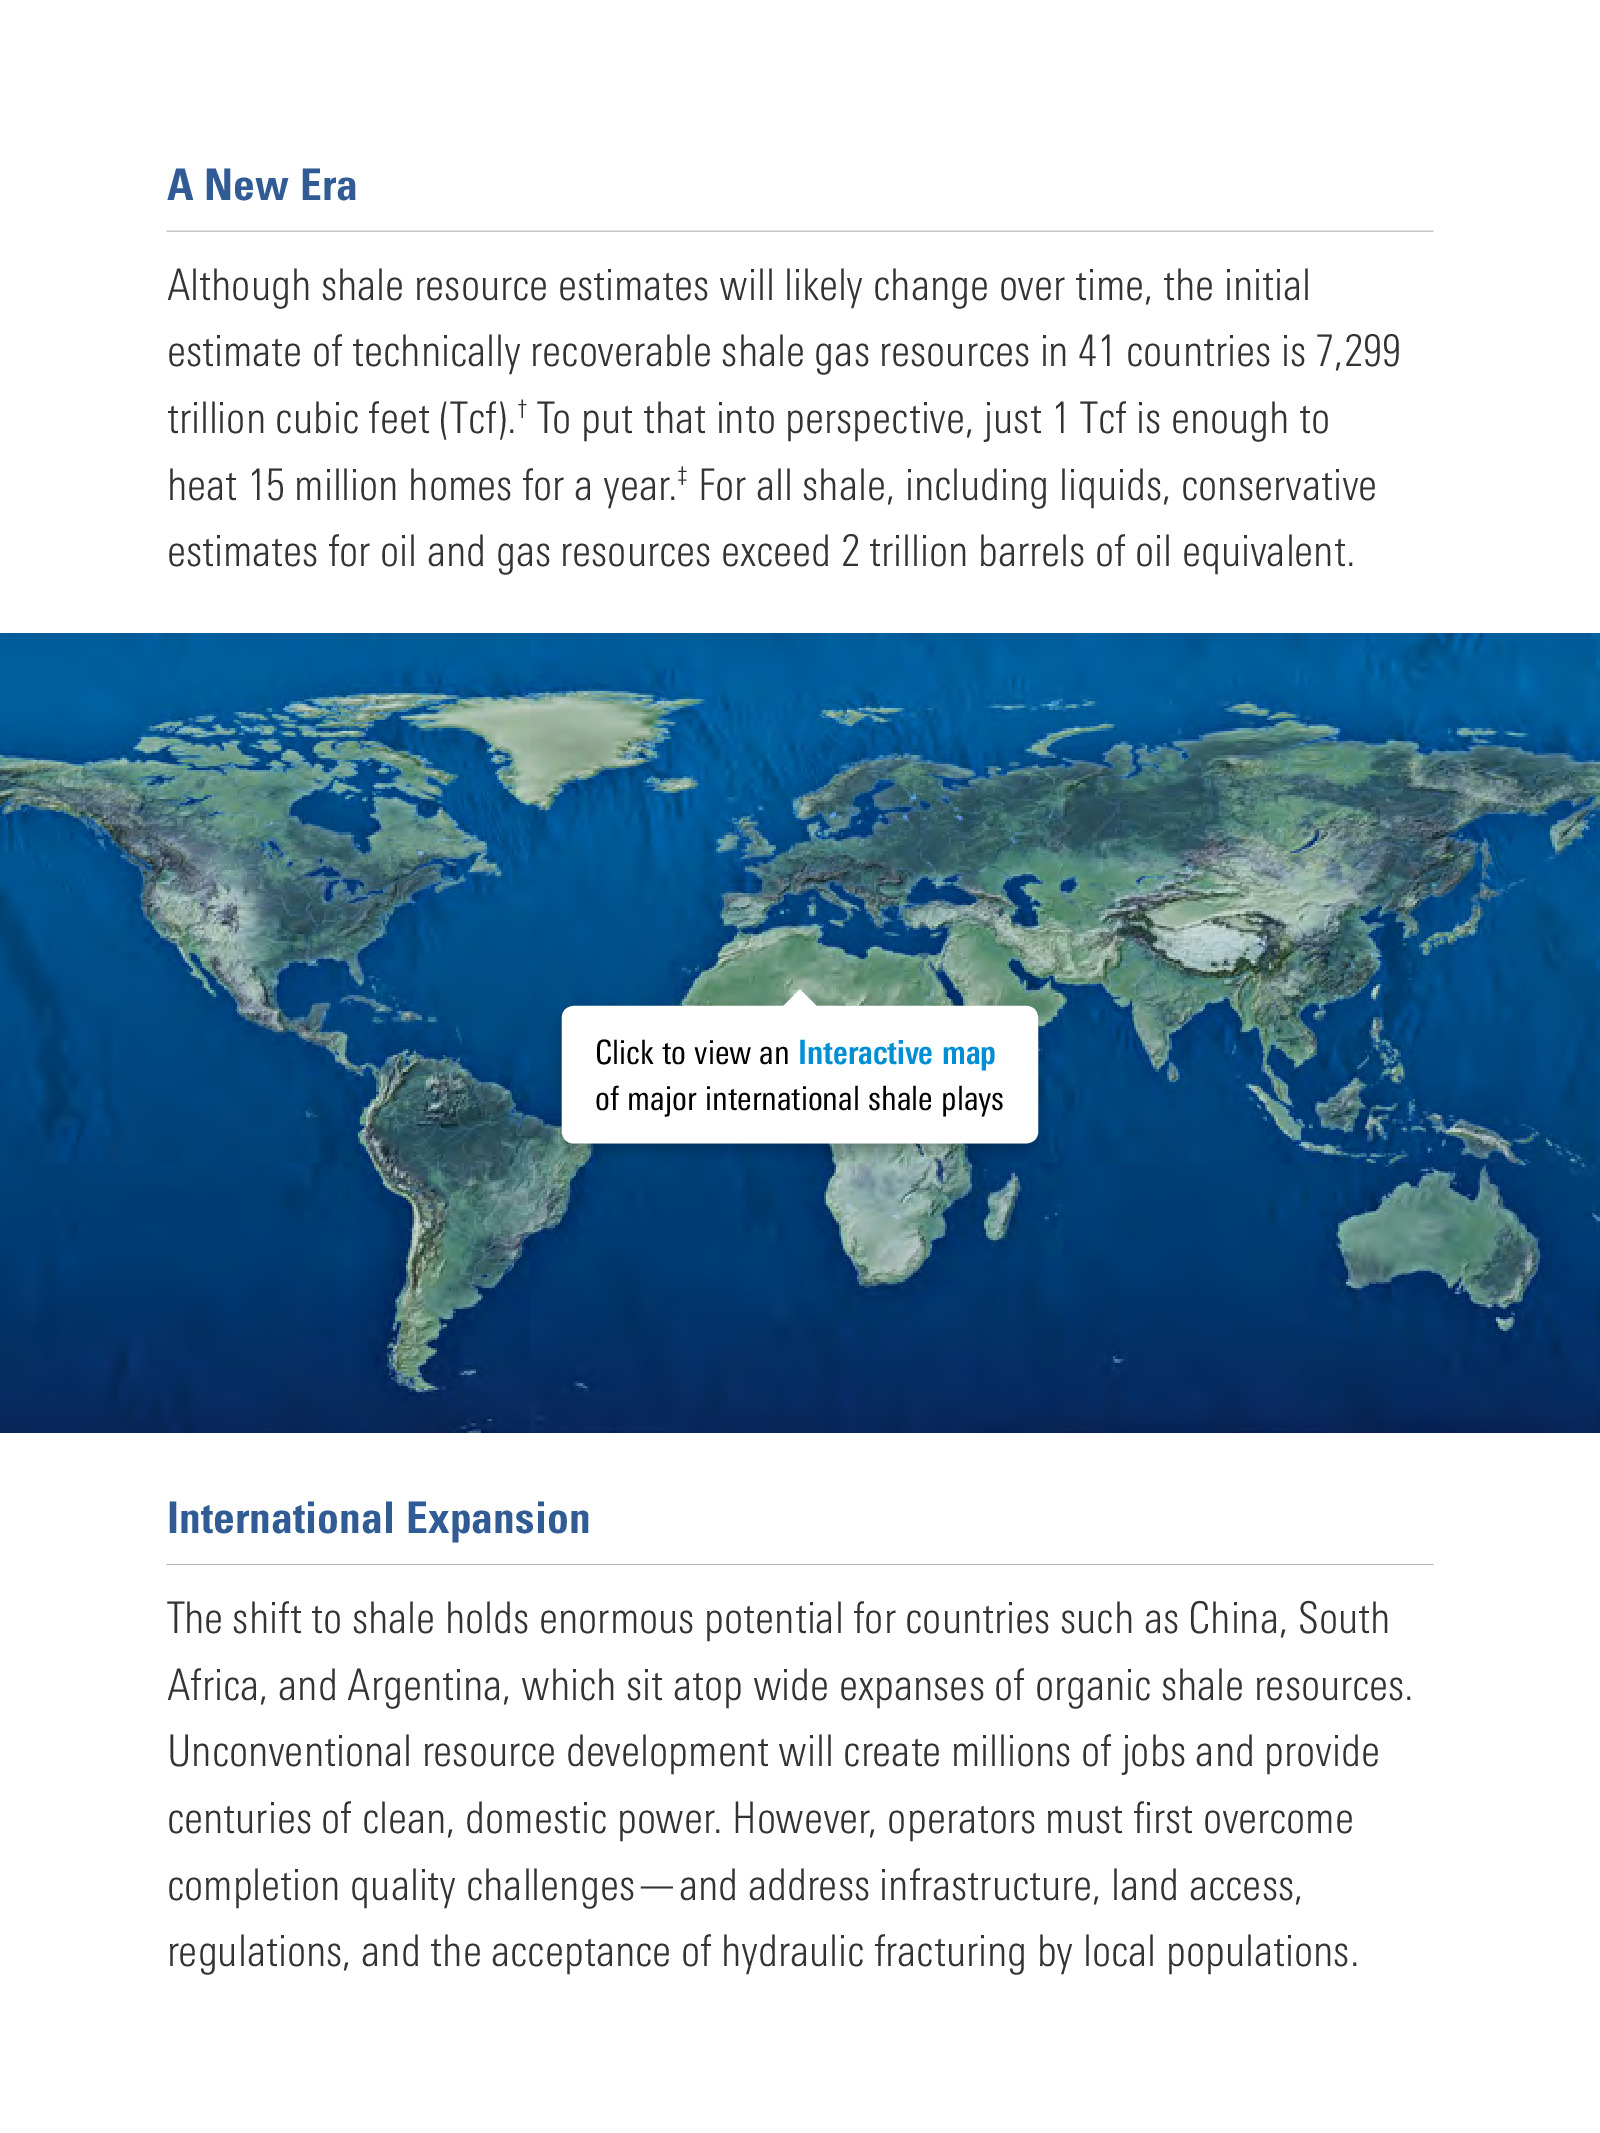 A New Era
Although shale resource estimates will likely change over time, the initial
estimate of technically recoverable shale gas resources in 41 countries is 7,299
trillion cubic feet (Tcf).† To put that into perspective, just 1 Tcf is enough to
heat 15 million homes for a year.‡ For all shale, including liquids, conservative
estimates for oil and gas resources exceed 2 trillion barrels of oil equivalent.
Click to view an Interactive map
of major international shale plays
International Expansion
The shift to shale holds enormous potential for countries such as China, South
Africa, and Argentina, which sit atop wide expanses of organic shale resources.
Unconventional resource development will create millions of jobs and provide
centuries of clean, domestic power. However, operators must first overcome
completion quality challenges—and address infrastructure, land access,
regulations, and the acceptance of hydraulic fracturing by local populations.